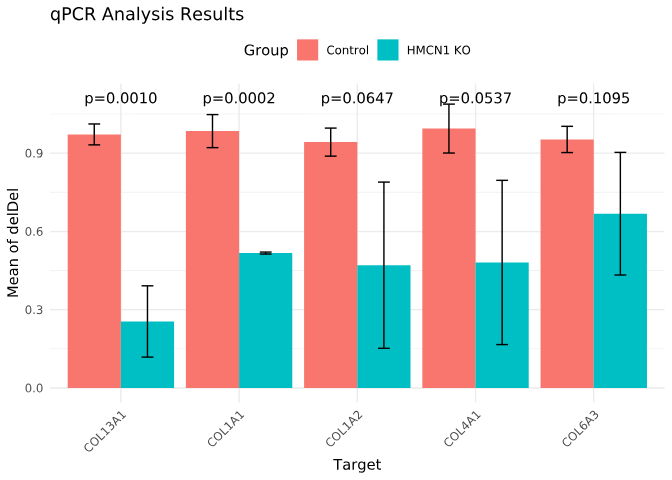 qPCR Analysis Results
Group Control HMCN1 KO
p=0.0010 p=0.0002 p=0.0647 p=0.0537 p=0.1095
0.9
0.6
0.3
0.0
Mean of delDel
COL13A1 COL1A1 COL1A2 COL4A1 COL6A3
Target